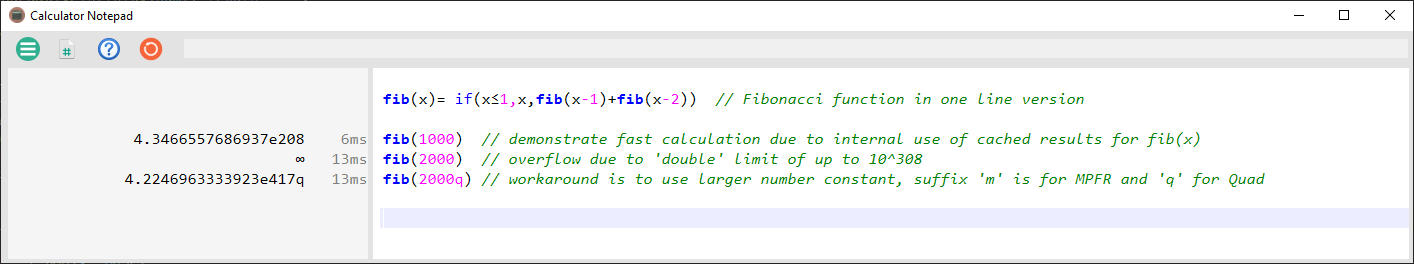 Calculator Notepad
fib(x)= if(x≤1,x,fib(x-1)+fib(x-2))  // Fibonacci function in one line version
4.3466557686937e208 6ms fib(1000)  // demonstrate fast calculation due to internal use of cached results for fib(x)
∞ 13ms fib(2000)  // overflow due to 'double' limit of up to 10^308
4.2246963333923e417q 13ms fib(2000q) // workaround is to use larger number constant, suffix 'm' is for MPFR and 'q' for Quad